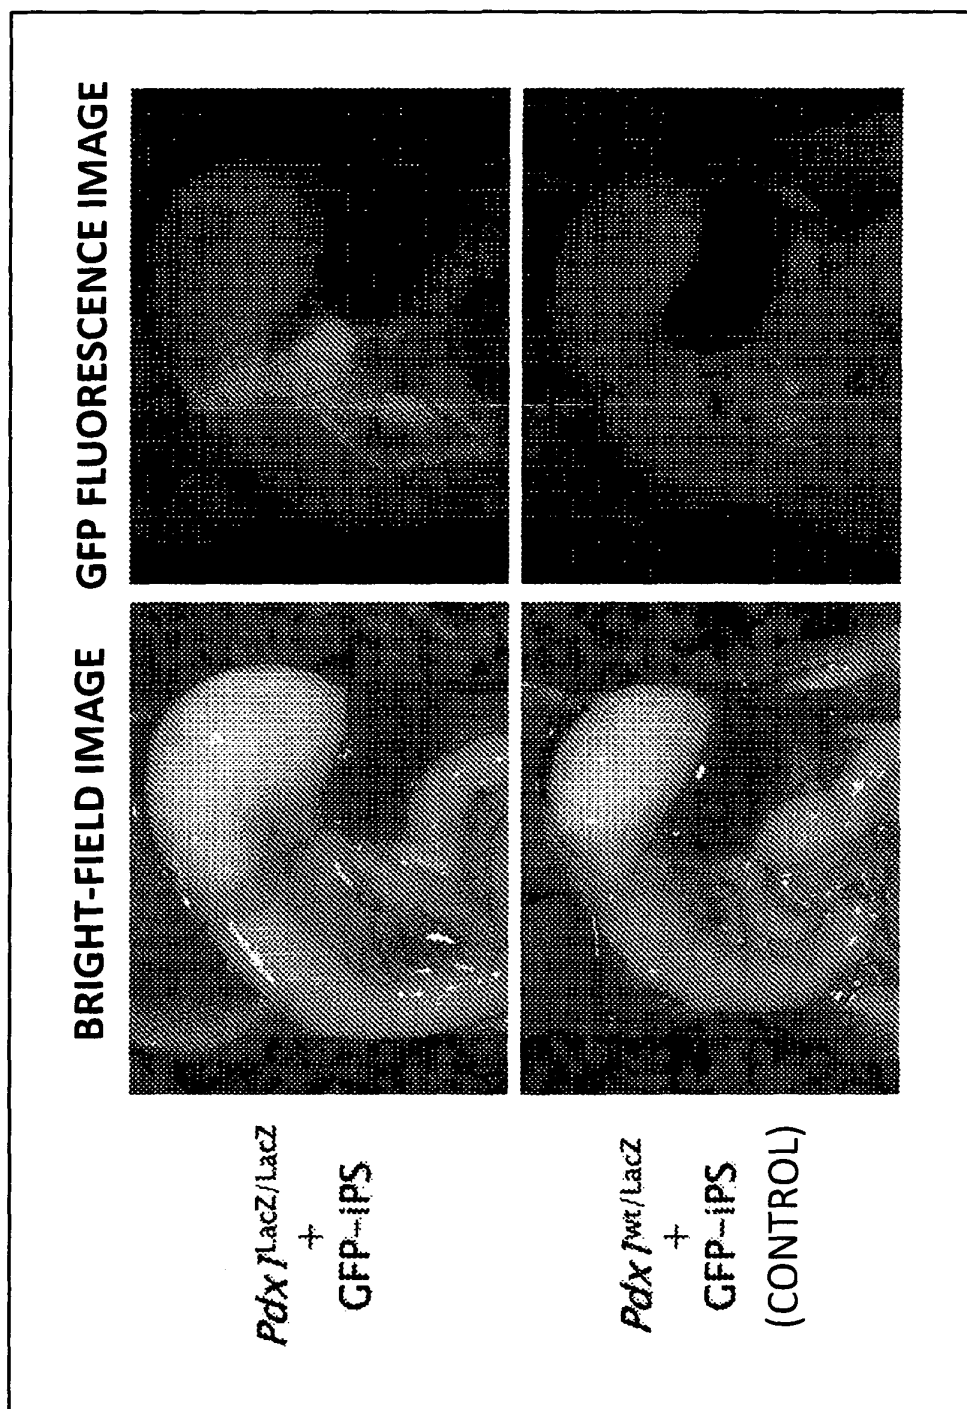 BRIGHT-FIELD IMAGE
GFP FLUORESCENCE IMAGE
Pdx1LacZ/LacZ
+
GFP-iPS
Pdx1wt/LacZ
+
GFP-iPS
(CONTROL)